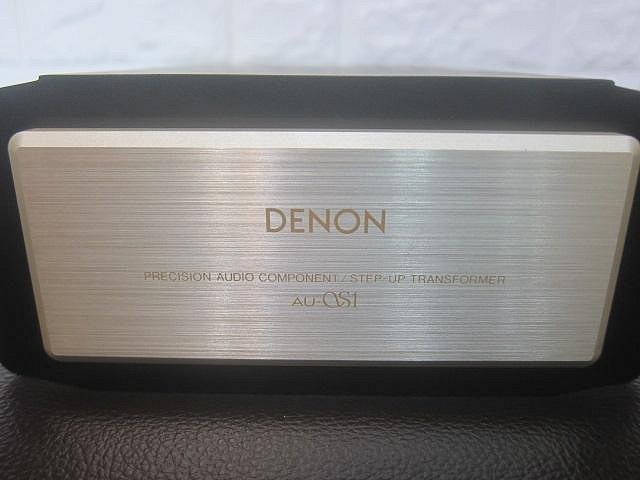 DENON
PRECISION AUDIO COMPONENT / STEP-UP TRANSFORMER
AU-S1